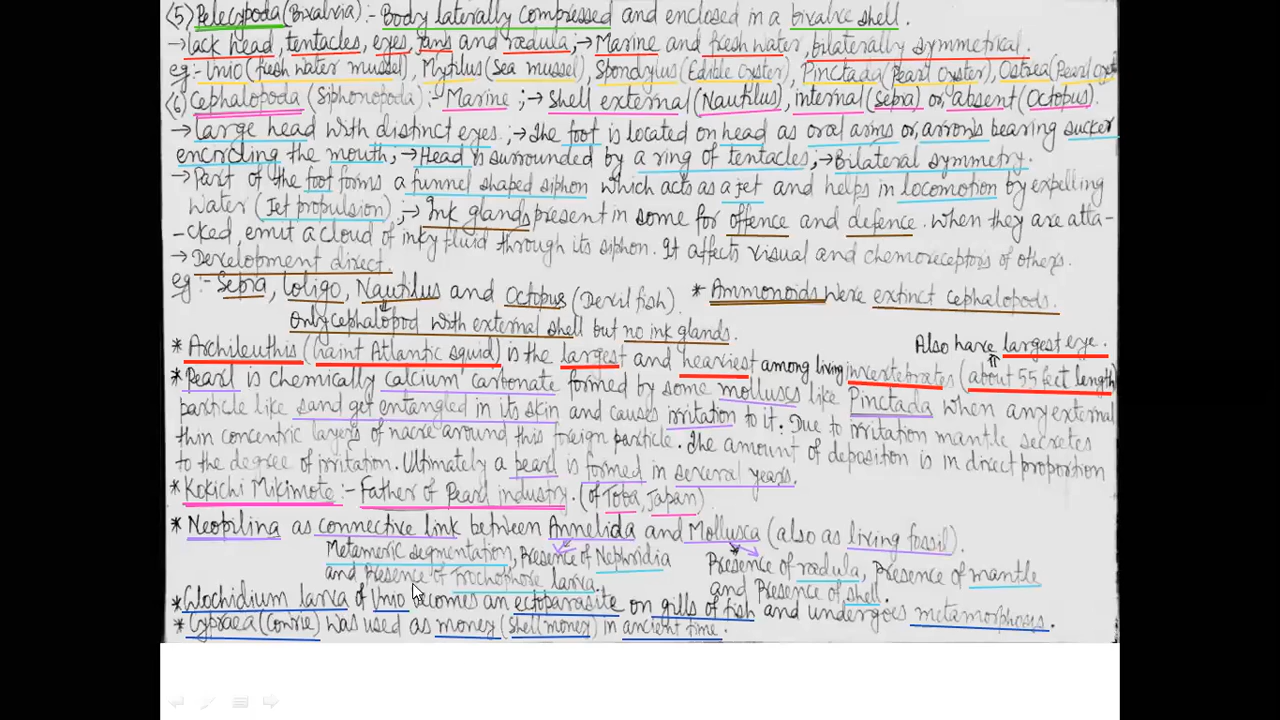 (5) Pelecypoda (Bivalvia):- Body laterally compressed and enclosed in a bivalve shell.
→ lack head, tentacles, eyes, jaws and radula; → Marine and fresh water, bilaterally symmetrical.
eg:- Unio (fresh water mussel), Mytilus (Sea mussel), Spondylus (Edible oyster), Pinctada (Pearl oyster), Ostrea (Pearl
(6) Cephalopoda (Siphonopoda):- Marine; → Shell external (Nautilus), internal (Sepia) or absent (Octopus).
→ large head with distinct eyes; → The foot is located on head as oral arms or, arrows bearing sucker
encircling the mouth; → Head is surrounded by a ring of tentacles; → Bilateral symmetry.
→ Part of the foot forms a funnel shaped siphon which acts as a jet and helps in locomotion by expelling
water (Jet propulsion); → Ink glands present in some for offence and defence. When they are atta-
-cked, emit a cloud of inky fluid through its siphon. It affects visual and chemoreceptors of others.
→ Development direct.
eg:- Sepia, Loligo, Nautilus and Octopus (Devil fish). * Ammonoids were extinct cephalopods.
Only cephalopod with external shell but no ink glands.
Also have largest eye.
* Archileuthis (haint Atlantic squid) is the largest and heaviest among living invertebrates (about 55 feet length)
* Pearl is chemically calcium carbonate formed by some molluscs like Pinctada when any external
particle like sand get entangled in its skin and causes irritation to it. Due to irritation mantle secretes
thin concentric layers of nacre around this foreign particle. The amount of deposition is in direct proportion
to the degree of irritation. Ultimately a pearl is formed in several years.
* Kokichi Mikimote:- Father of Pearl industry. (of Toba, Japan)
* Neopilina as connective link between Annelida and Mollusca (also as living fossil).
Metameric segmentation, Presence of Nephridia
and Presence of Trochophore larva.
Presence of radula, Presence of mantle
and Presence of shell.
* Glochidium larva of Unio becomes an ectoparasite on gills of fish and undergoes metamorphosis.
* Cypraea (Cowrie) was used as money (Shell money) in ancient time.